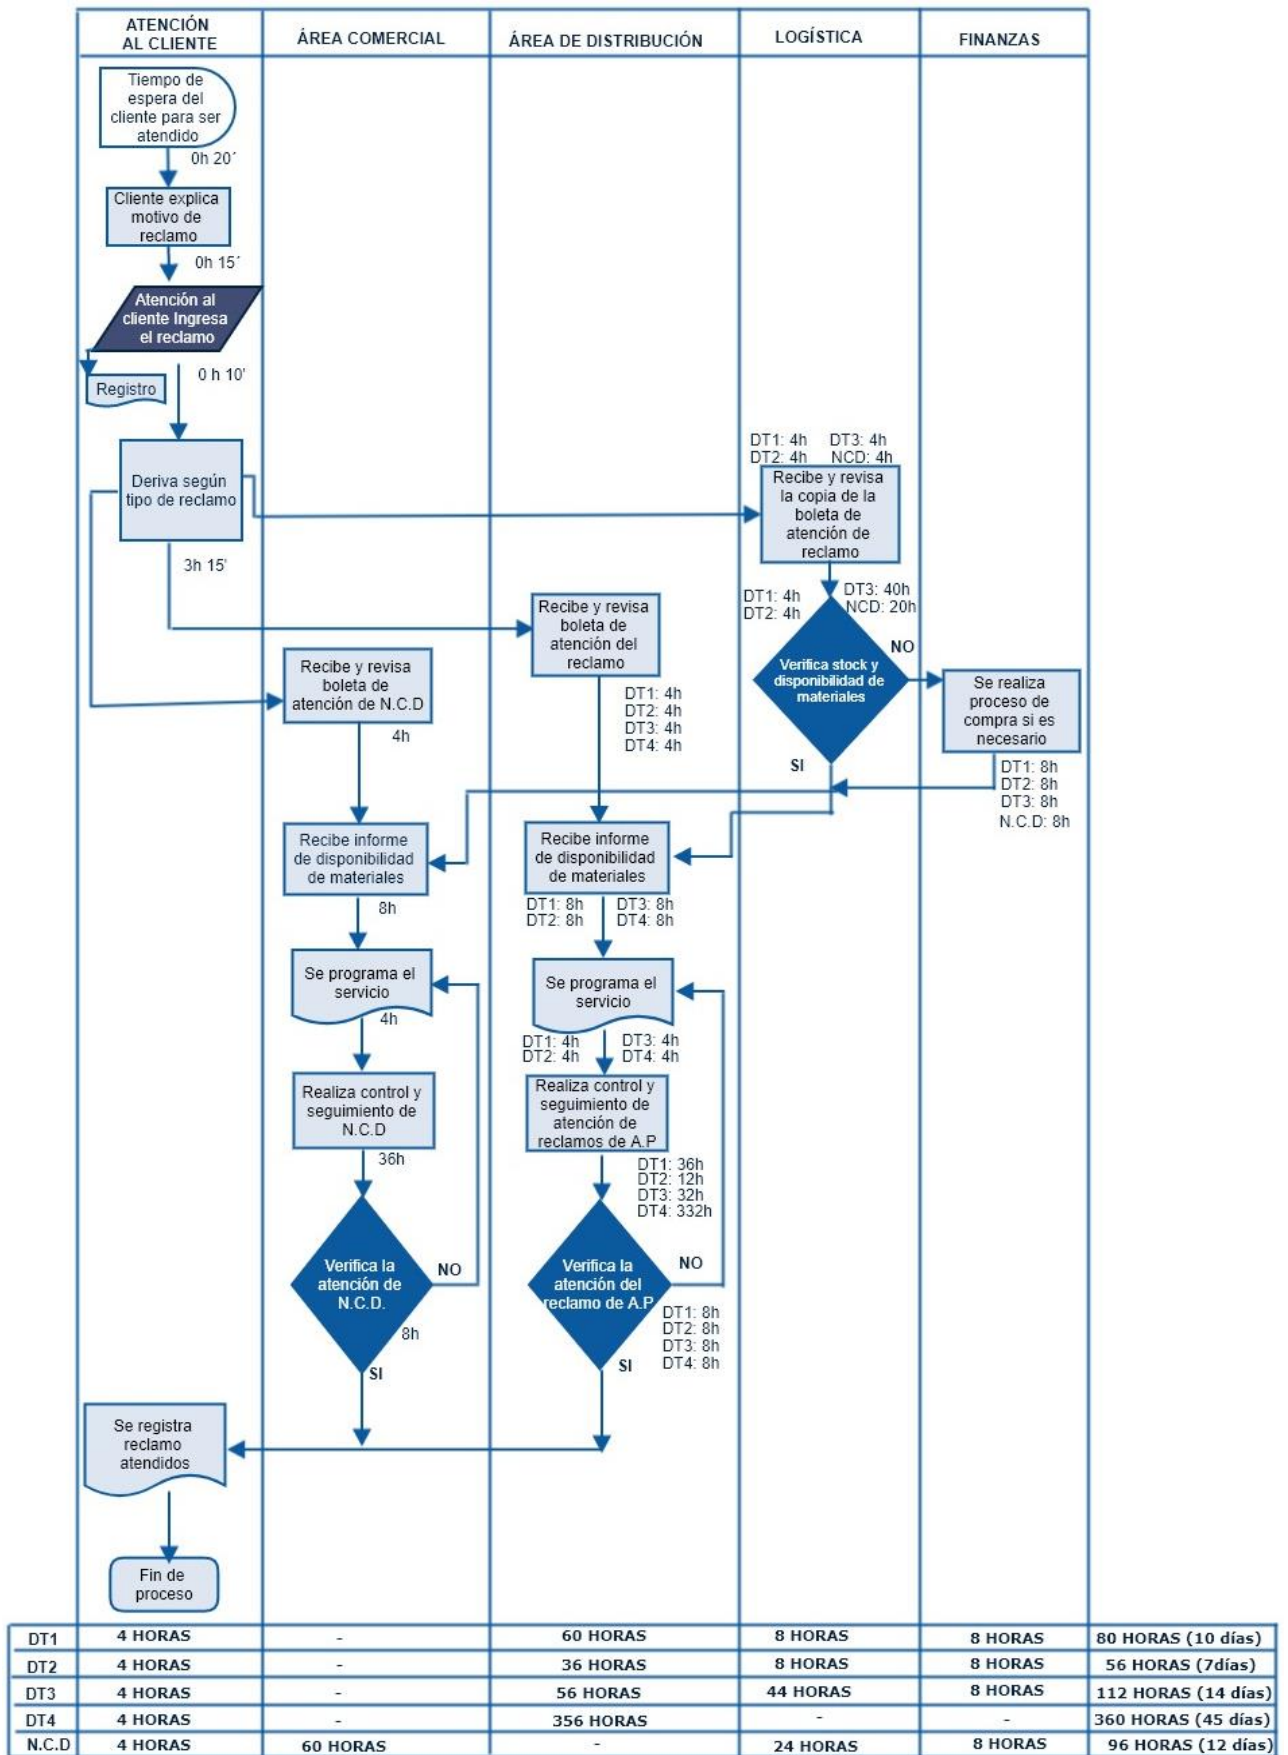 ATENCIÓN
AL CLIENTE
ÁREA COMERCIAL
ÁREA DE DISTRIBUCIÓN
LOGÍSTICA
FINANZAS
Tiempo de
espera del
cliente para ser
atendido
0h 20´
Cliente explica
motivo de
reclamo
0h 15´
Atención al
cliente Ingresa
el reclamo
0 h 10'
Registro
Deriva según
tipo de reclamo
3h 15'
DT1: 4h DT3: 4h
DT2: 4h NCD: 4h
Recibe y revisa
la copia de la
boleta de
atención de
reclamo
DT1: 4h DT3: 40h
DT2: 4h NCD: 20h
Verifica stock y
disponibilidad de
materiales
NO
SI
Se realiza
proceso de
compra si es
necesario
DT1: 8h
DT2: 8h
DT3: 8h
N.C.D: 8h
Recibe y revisa
boleta de
atención del
reclamo
DT1: 4h
DT2: 4h
DT3: 4h
DT4: 4h
Recibe y revisa
boleta de
atención de N.C.D
4h
Recibe informe
de disponibilidad
de materiales
8h
Recibe informe
de disponibilidad
de materiales
DT1: 8h DT3: 8h
DT2: 8h DT4: 8h
Se programa el
servicio
4h
Se programa el
servicio
DT1: 4h DT3: 4h
DT2: 4h DT4: 4h
Realiza control y
seguimiento de
N.C.D
36h
Realiza control y
seguimiento de
atención de
reclamos de A.P
DT1: 36h
DT2: 12h
DT3: 32h
DT4: 332h
Verifica la
atención de
N.C.D.
NO
8h
SI
Verifica la
atención del
reclamo de A.P
NO
DT1: 8h
DT2: 8h
DT3: 8h
DT4: 8h
SI
Se registra
reclamo
atendidos
Fin de
proceso
DT1 4 HORAS - 60 HORAS 8 HORAS 8 HORAS 80 HORAS (10 días)
DT2 4 HORAS - 36 HORAS 8 HORAS 8 HORAS 56 HORAS (7días)
DT3 4 HORAS - 56 HORAS 44 HORAS 8 HORAS 112 HORAS (14 días)
DT4 4 HORAS - 356 HORAS - - 360 HORAS (45 días)
N.C.D 4 HORAS 60 HORAS - 24 HORAS 8 HORAS 96 HORAS (12 días)